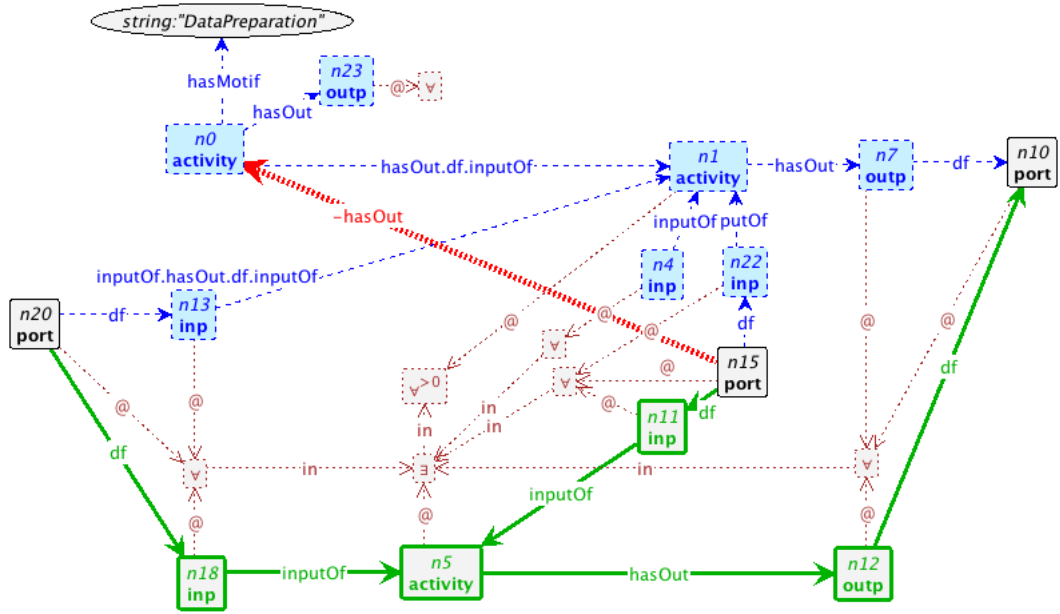 string:"DataPreparation"
hasMotif
n23
outp
@
∀
hasOut
n0
activity
hasOut.df.inputOf
n1
activity
hasOut
n7
outp
df
n10
port
-hasOut
inputOf
putOf
n4
inp
n22
inp
inputOf.hasOut.df.inputOf
n20
port
df
n13
inp
@
@
@
@
@
df
∀
n15
port
∀>0
∀
@
@
@
@
n11
inp
df
df
df
in
in
in
∀
in
∃
in
∀
inputOf
@
@
@
n18
inp
inputOf
n5
activity
hasOut
n12
outp